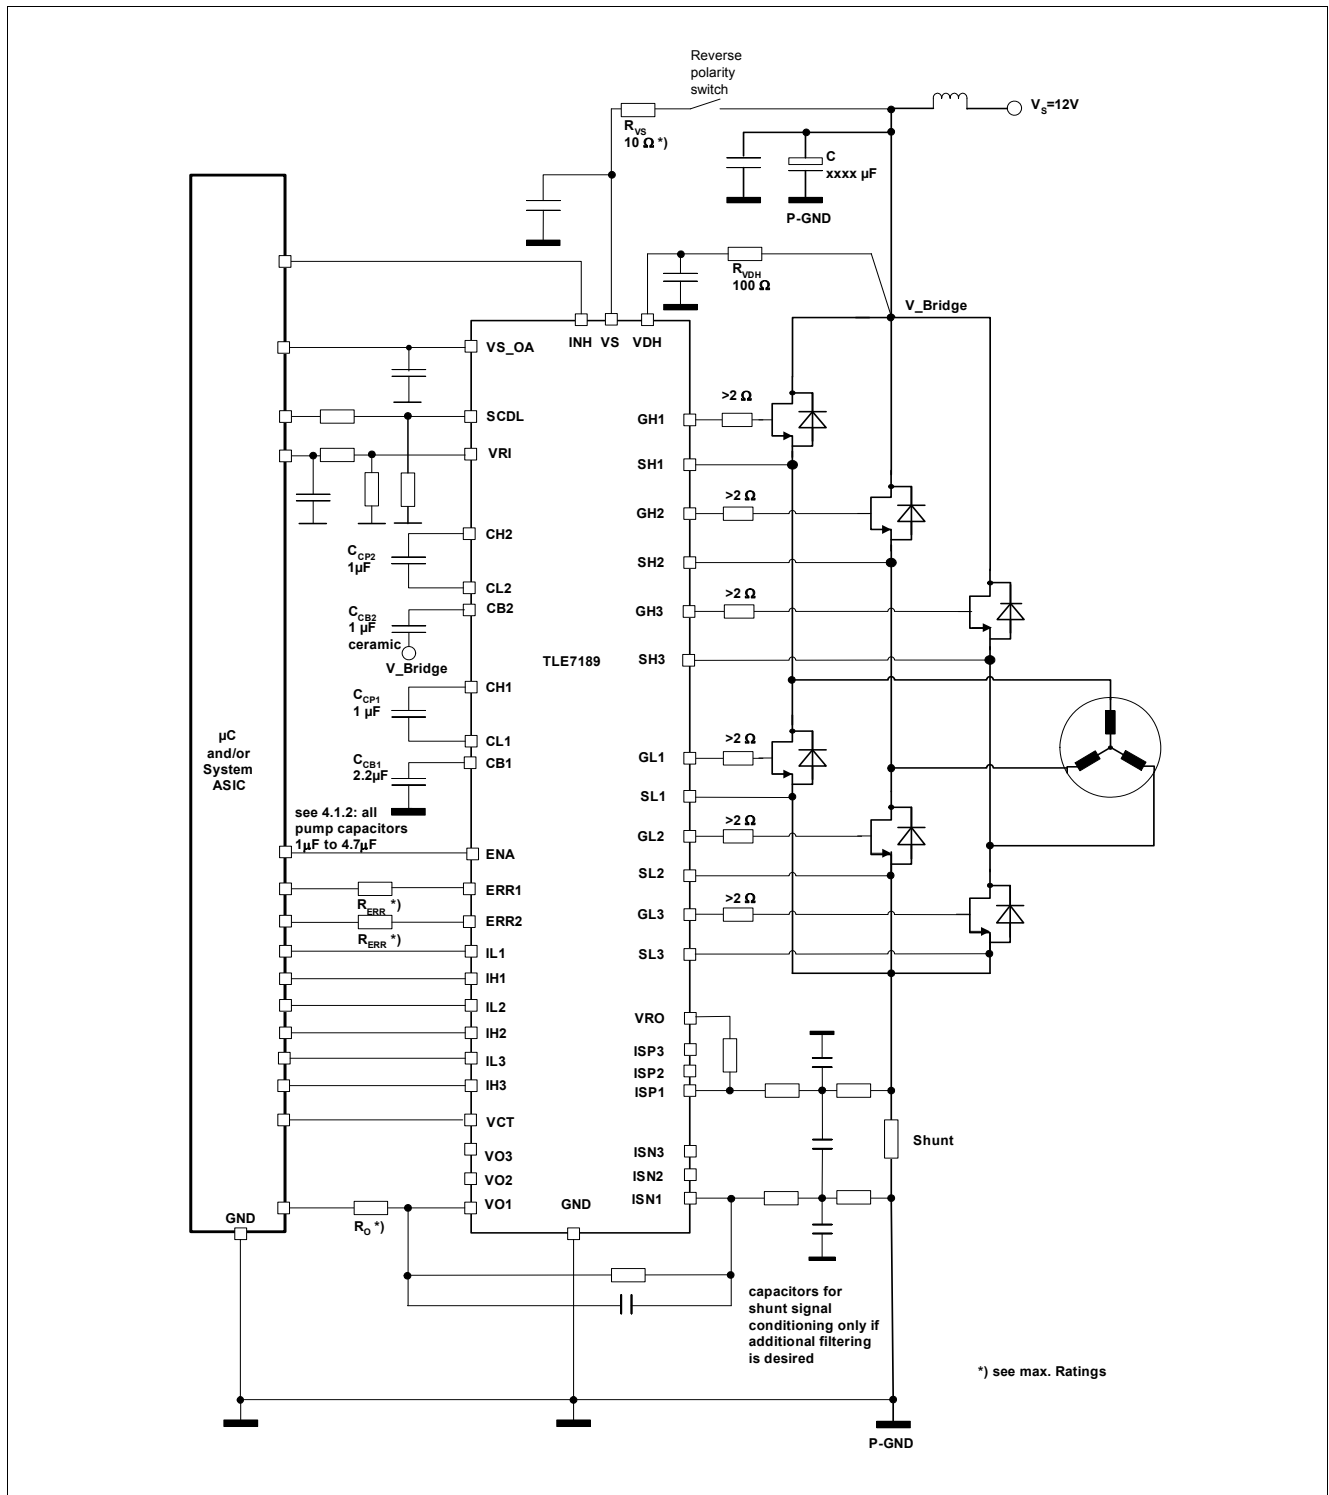 Reverse
polarity
switch
V_S=12V
R_VS
10 Ω *)
C
xxxx µF
P-GND
R_VDH
100 Ω
V_Bridge
INH
VS
VDH
VS_OA
SCDL
VRI
CH2
C_CP2
1µF
CL2
CB2
C_CB2
1 µF
ceramic
V_Bridge
CH1
C_CP1
1 µF
CL1
CB1
C_CB1
2.2µF
see 4.1.2: all
pump capacitors
1µF to 4.7µF
µC
and/or
System
ASIC
TLE7189
GH1
>2 Ω
SH1
GH2
>2 Ω
SH2
GH3
>2 Ω
SH3
GL1
>2 Ω
SL1
GL2
>2 Ω
SL2
GL3
>2 Ω
SL3
ENA
ERR1
R_ERR *)
ERR2
R_ERR *)
IL1
IH1
IL2
IH2
IL3
IH3
VCT
VO3
VO2
VO1
R_O *)
VRO
ISP3
ISP2
ISP1
ISN3
ISN2
ISN1
Shunt
GND
GND
capacitors for
shunt signal
conditioning only if
additional filtering
is desired
*) see max. Ratings
P-GND